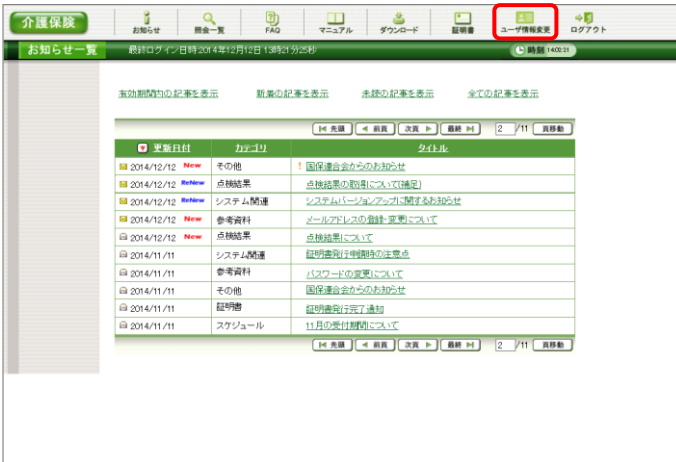 介護保険
お知らせ 照会一覧 FAQ マニュアル ダウンロード 証明書 ユーザ情報変更 ログアウト
お知らせ一覧 最終ログイン日時:2014年12月12日 13時21分25秒 時刻 14:00:31
有効期間内の記事を表示 新着の記事を表示 未読の記事を表示 全ての記事を表示
先頭 前頁 次頁 最終 2 /11 頁移動
更新日付 カテゴリ タイトル
2014/12/12 New その他 ! 国保連合会からのお知らせ
2014/12/12 ReNew 点検結果 点検結果の取得について(補足)
2014/12/12 ReNew システム関連 システムバージョンアップに関するお知らせ
2014/12/12 New 参考資料 メールアドレスの登録・変更について
2014/12/12 New 点検結果 点検結果について
2014/11/11 システム関連 証明書発行申請時の注意点
2014/11/11 参考資料 パスワードの変更について
2014/11/11 その他 国保連合会からのお知らせ
2014/11/11 証明書 証明書発行完了通知
2014/11/11 スケジュール 11月の受付期間について
先頭 前頁 次頁 最終 2 /11 頁移動